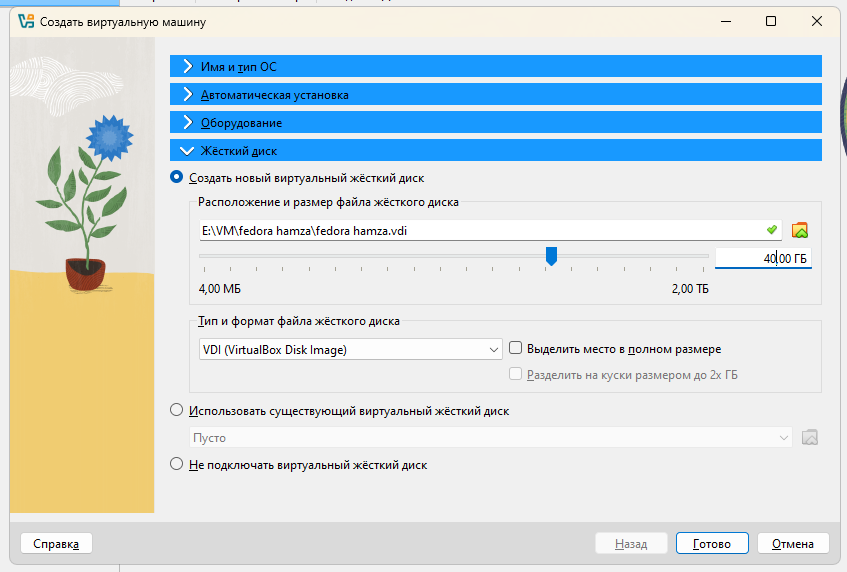 Создать виртуальную машину
Имя и тип ОС
Автоматическая установка
Оборудование
Жёсткий диск
Создать новый виртуальный жёсткий диск
Расположение и размер файла жёсткого диска
E:\VM\fedora hamza\fedora hamza.vdi
40,00 ГБ
4,00 МБ 2,00 ТБ
Тип и формат файла жёсткого диска
VDI (VirtualBox Disk Image) Выделить место в полном размере
Разделить на куски размером до 2х ГБ
Использовать существующий виртуальный жёсткий диск
Пусто
Не подключать виртуальный жёсткий диск
Справка Назад Готово Отмена